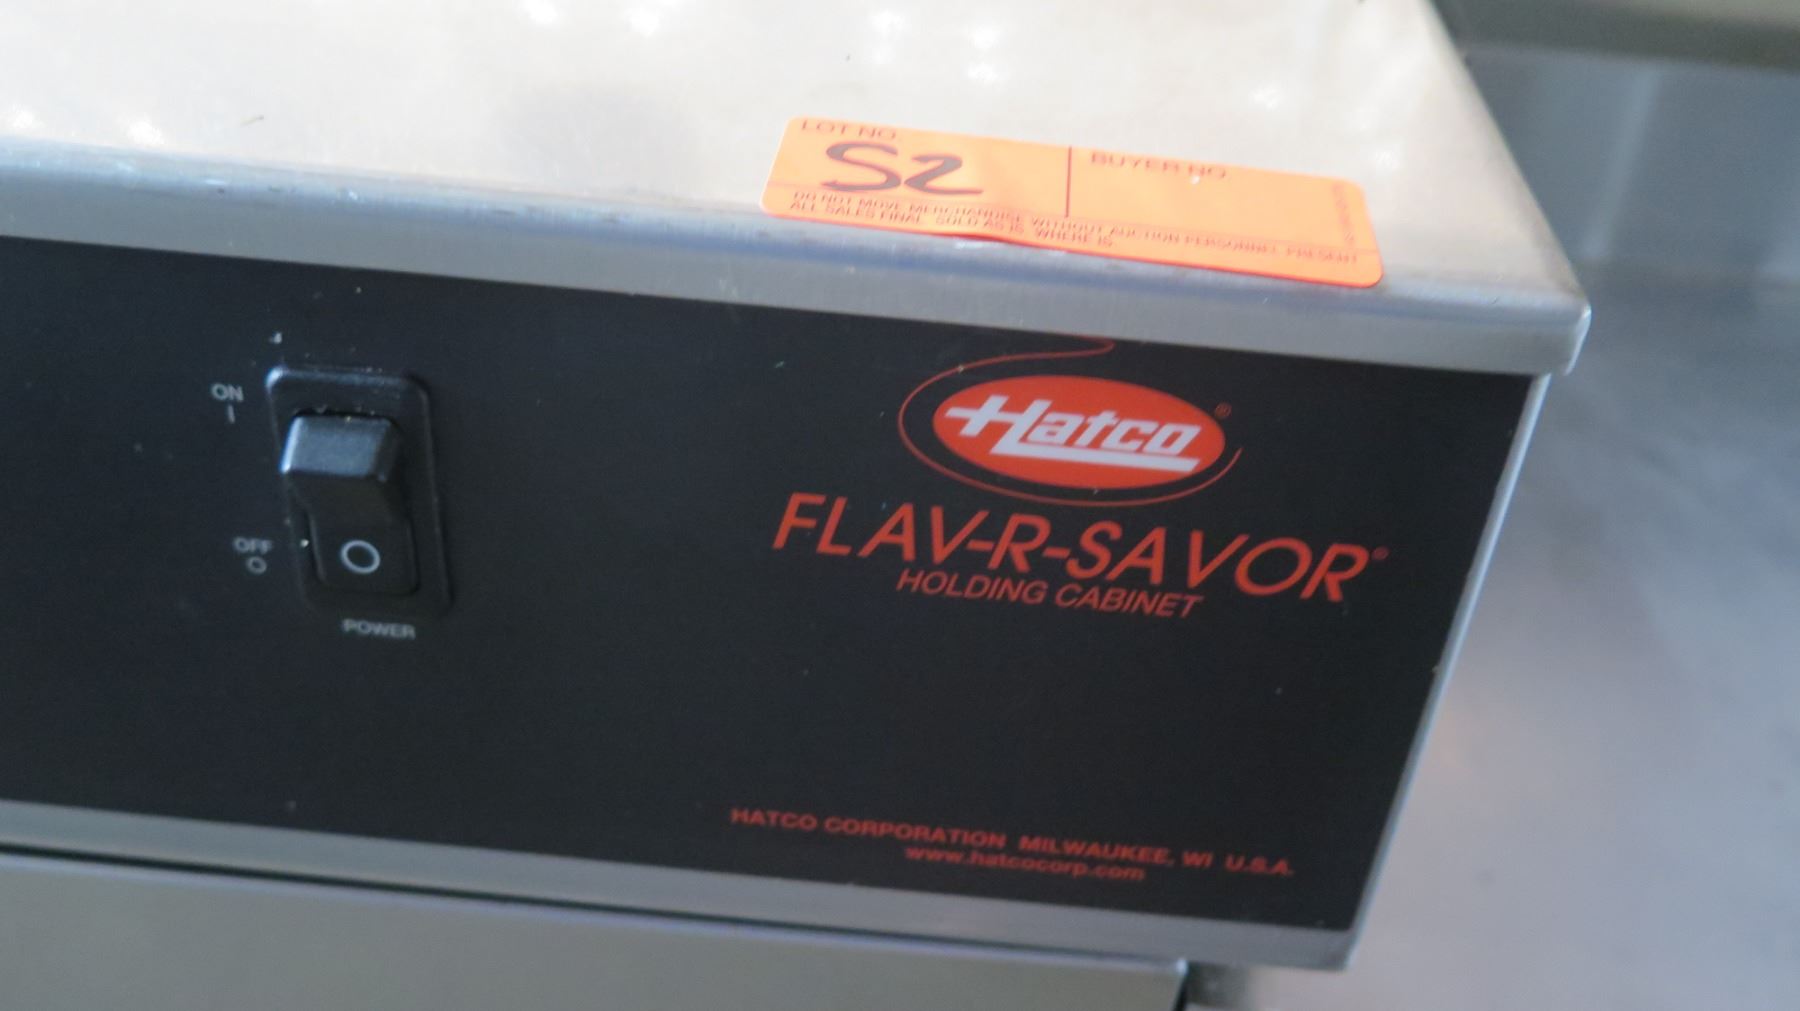 LOT NO.
S2
BUYER NO.
DO NOT MOVE MERCHANDISE WITHOUT AUCTION PERSONNEL PRESENT
ALL SALES FINAL SOLD AS IS. WHERE IS.
ON
I
OFF
O
O
POWER
Hatco®
FLAV-R-SAVOR®
HOLDING CABINET
HATCO CORPORATION MILWAUKEE, WI U.S.A.
www.hatcocorp.com